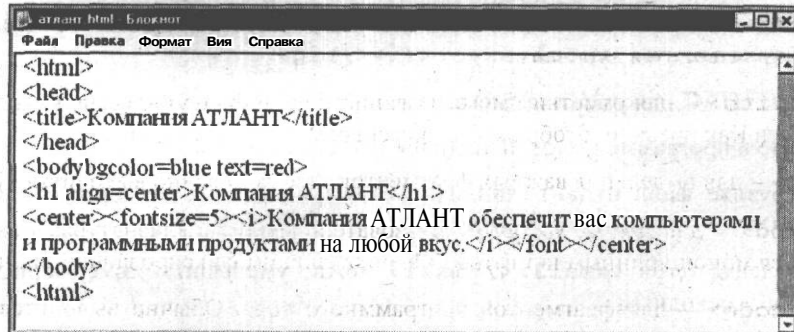 атлант html - Блокнот
Файл Правка Формат Вия Справка
<html>
<head>
<title>Компания АТЛАНТ</title>
</head>
<bodybgcolor=blue text=red>
<h1 align=center>Компания АТЛАНТ</h1>
<center><fontsize=5><i>Компания АТЛАНТ обеспечит вас компьютерами
и программными продуктами на любой вкус.</i></font></center>
</body>
<html>